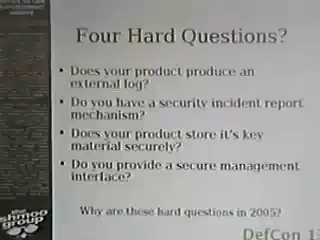 Four Hard Questions?
• Does your product produce an
external log?
• Do you have a security incident report
mechanism?
• Does your product store it's key
material securely?
• Do you provide a secure management
interface?
Why are these hard questions in 2005?
the
shmoo
group
DefCon 1